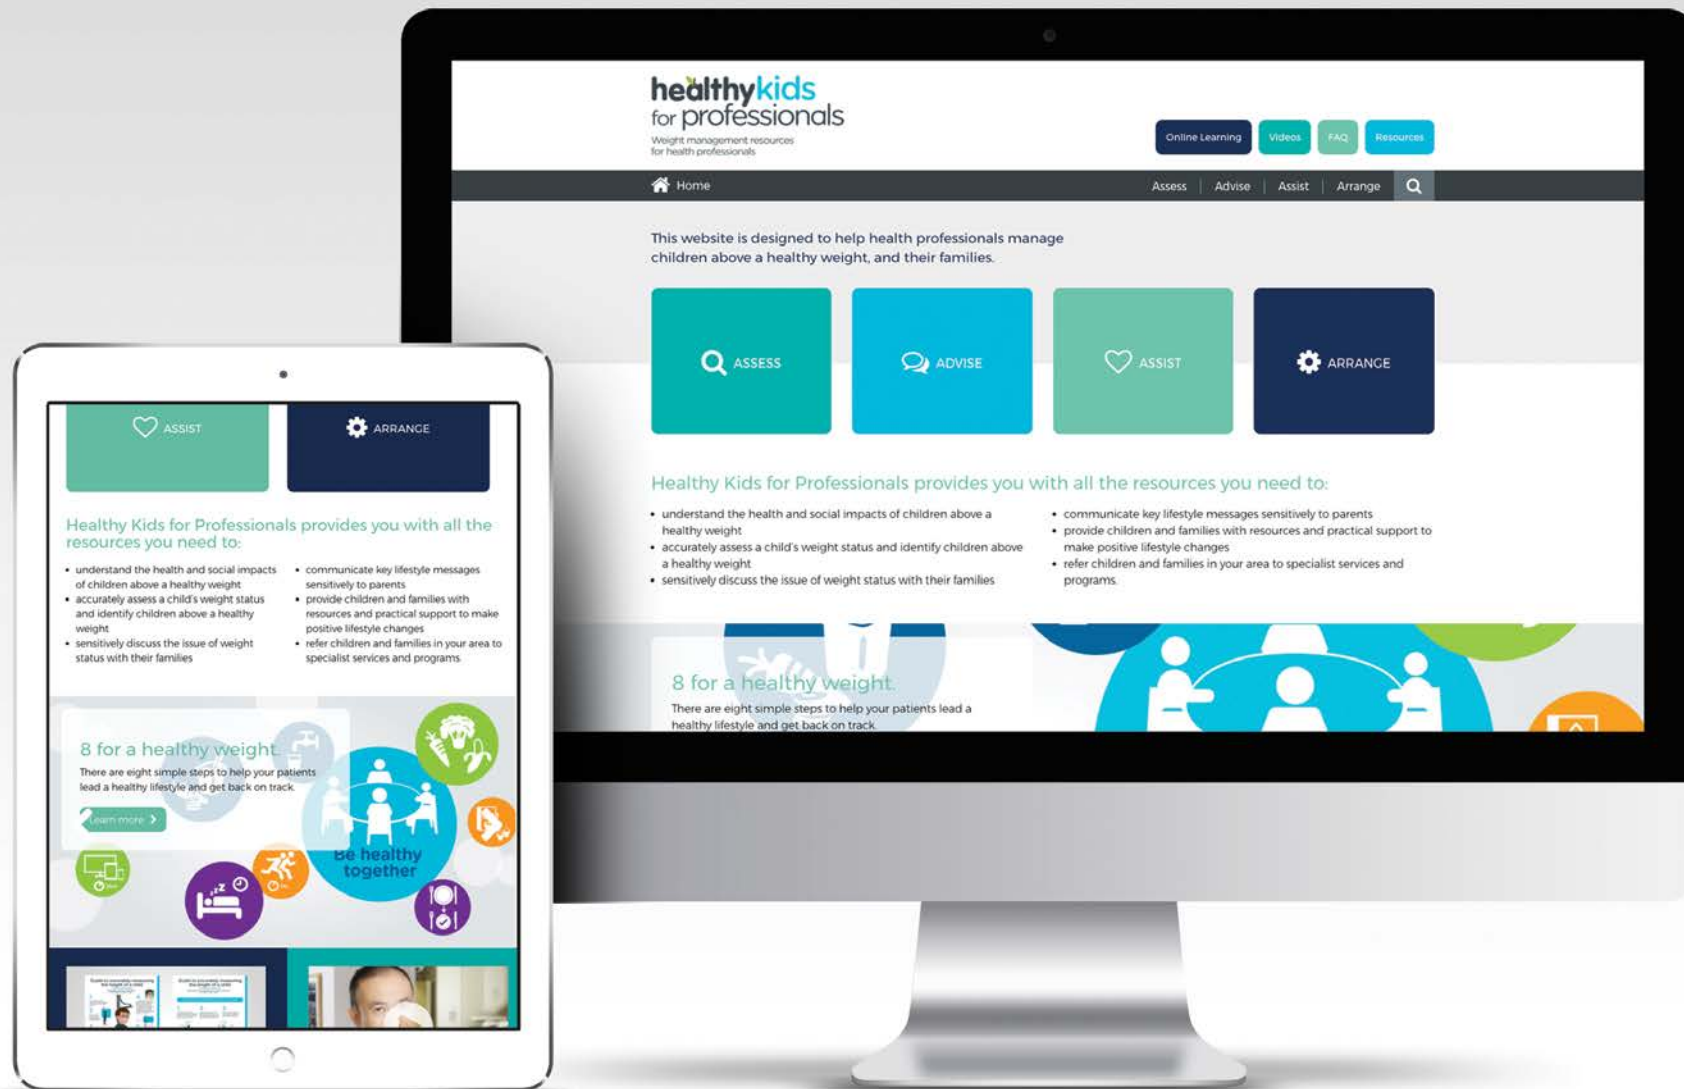 healthykids
for professionals
Weight management resources
for health professionals
Online Learning
Videos
FAQ
Resources
Home
Assess
Advise
Assist
Arrange
This website is designed to help health professionals manage
children above a healthy weight, and their families.
ASSESS
ADVISE
ASSIST
ARRANGE
Healthy Kids for Professionals provides you with all the resources you need to:
• understand the health and social impacts of children above a
healthy weight
• accurately assess a child's weight status and identify children above
a healthy weight
• sensitively discuss the issue of weight status with their families
• communicate key lifestyle messages sensitively to parents
• provide children and families with resources and practical support to
make positive lifestyle changes
• refer children and families in your area to specialist services and
programs.
8 for a healthy weight.
There are eight simple steps to help your patients lead a
healthy lifestyle and get back on track.
ASSIST
ARRANGE
Healthy Kids for Professionals provides you with all the
resources you need to:
• understand the health and social impacts
of children above a healthy weight
• accurately assess a child's weight status
and identify children above a healthy
weight
• sensitively discuss the issue of weight
status with their families
• communicate key lifestyle messages
sensitively to parents
• provide children and families with
resources and practical support to make
positive lifestyle changes
• refer children and families in your area to
specialist services and programs.
8 for a healthy weight.
There are eight simple steps to help your patients
lead a healthy lifestyle and get back on track.
Learn more
Be healthy
together
zZ